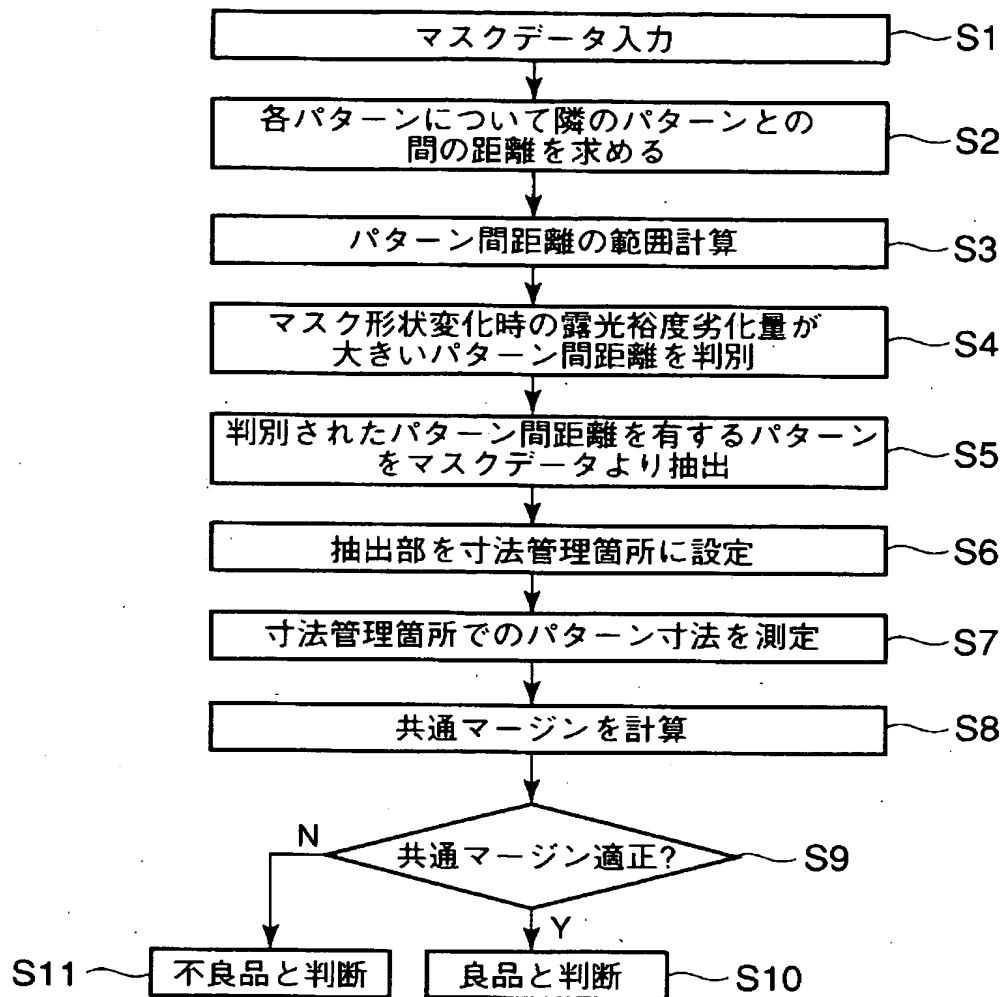 マスクデータ入力
S1
各パターンについて隣のパターンとの
間の距離を求める
S2
パターン間距離の範囲計算
S3
マスク形状変化時の露光裕度劣化量が
大きいパターン間距離を判別
S4
判別されたパターン間距離を有するパターン
をマスクデータより抽出
S5
抽出部を寸法管理箇所に設定
S6
寸法管理箇所でのパターン寸法を測定
S7
共通マージンを計算
S8
共通マージン適正?
S9
N
Y
S11
不良品と判断
良品と判断
S10